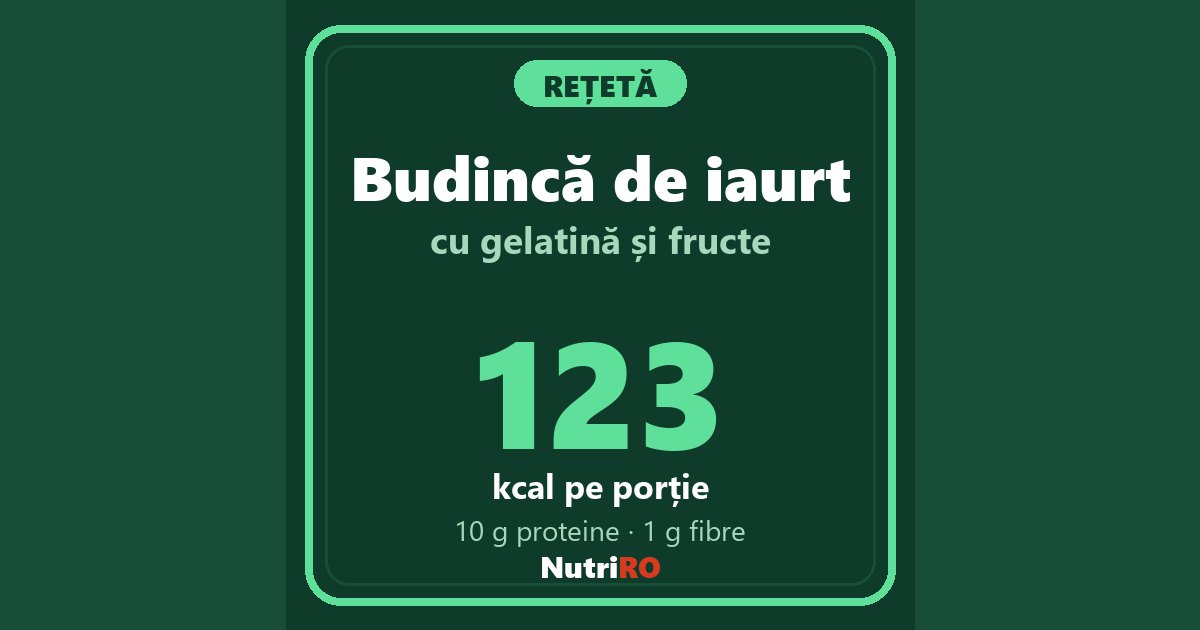 REȚETĂ
Budincă de iaurt
cu gelatină și fructe
123
kcal pe porție
10 g proteine · 1 g fibre
NutriRO